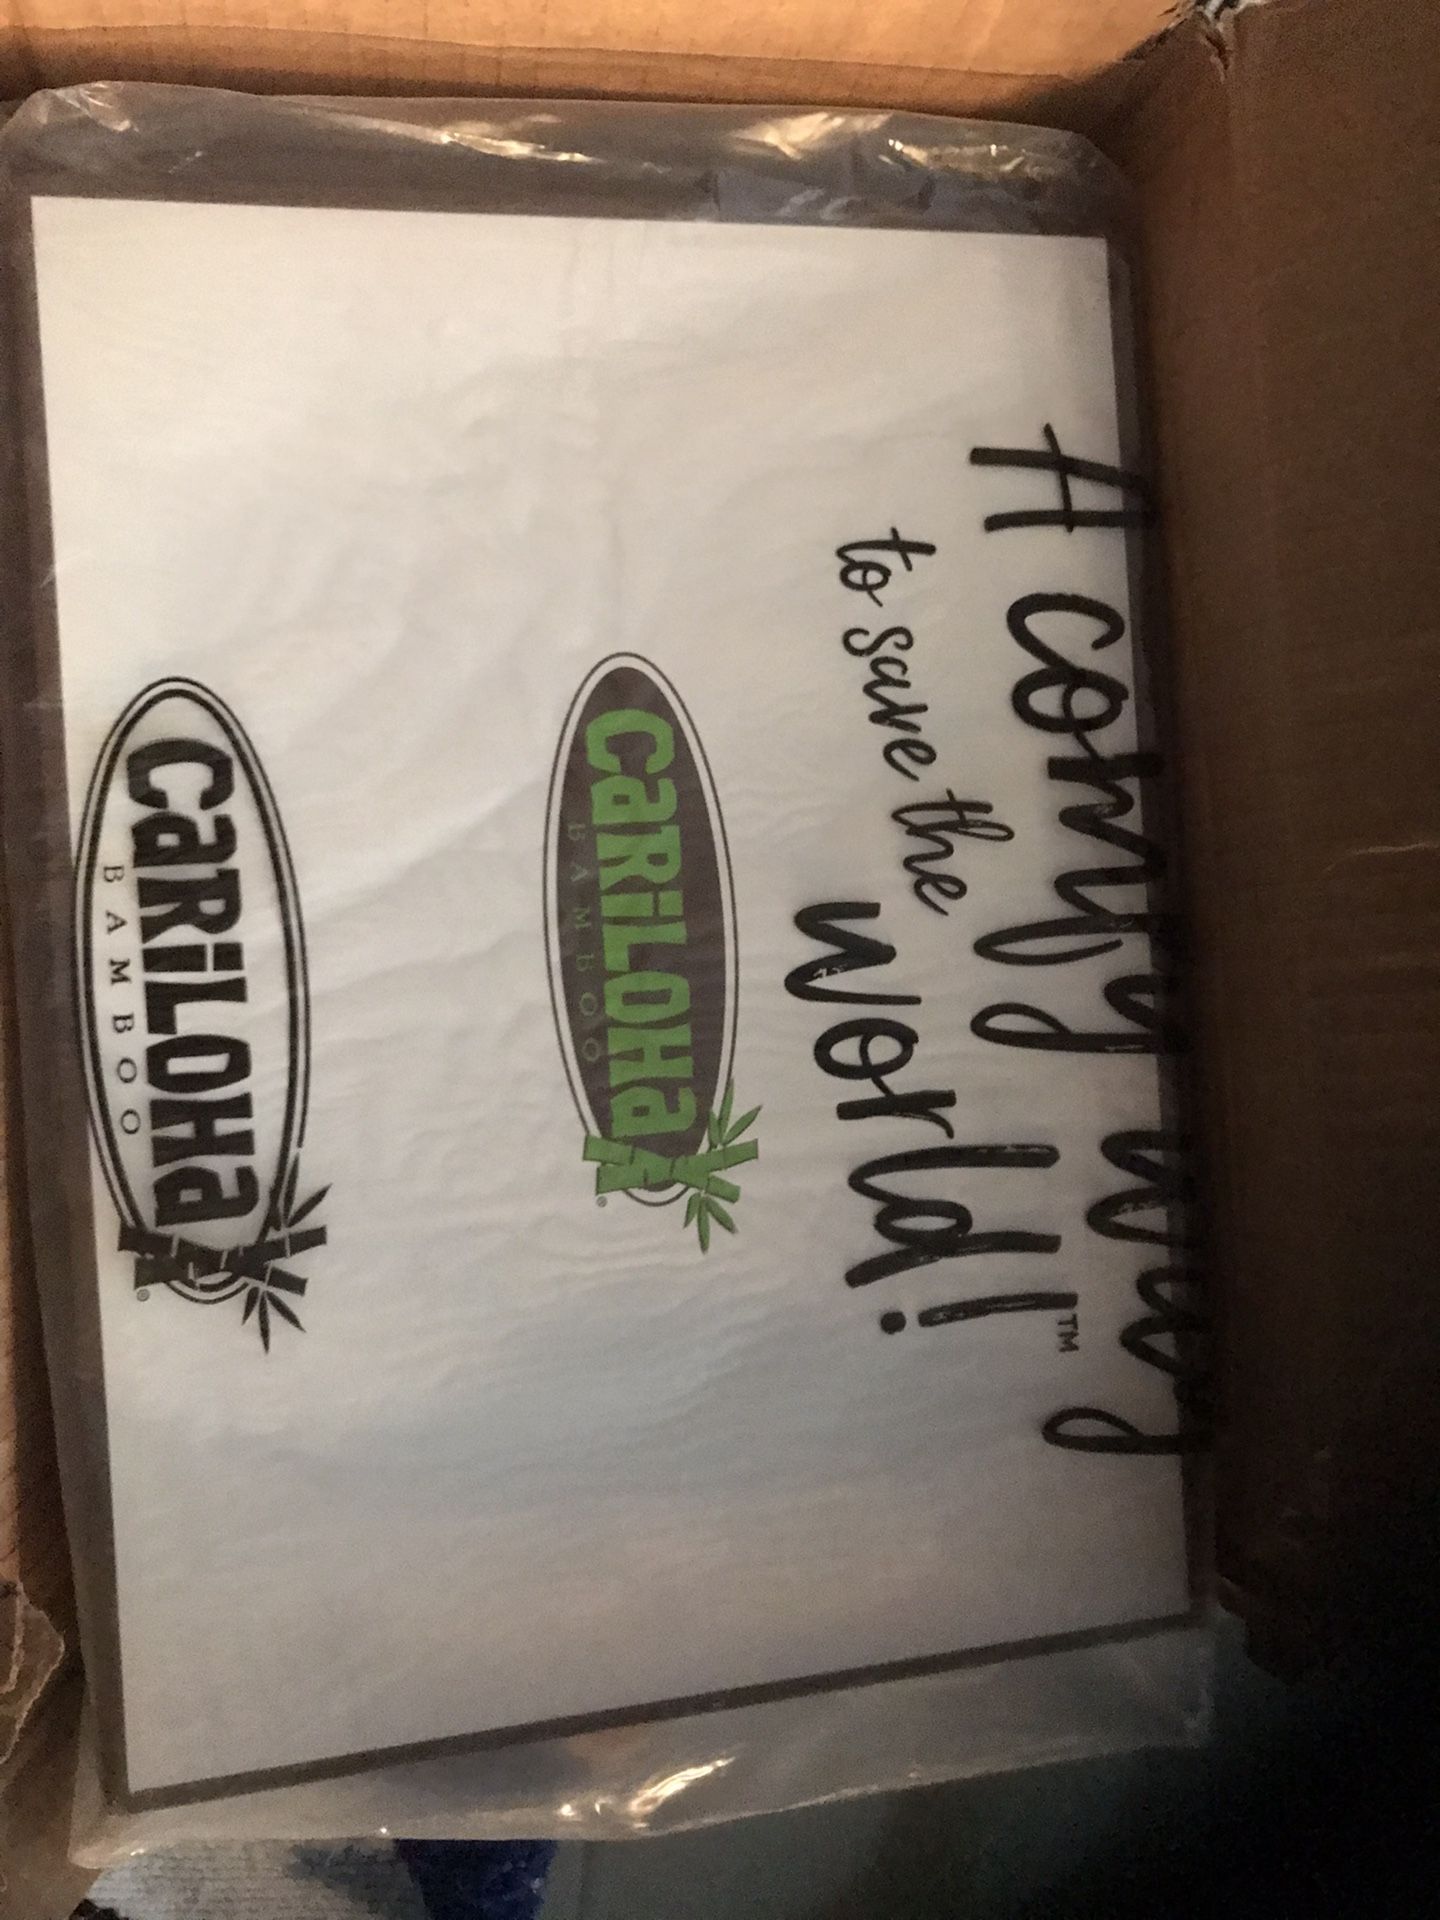 A comfy way
to save the
world!™
CARILOHA
BAMBOO
®
CARILOHA
BAMBOO
®